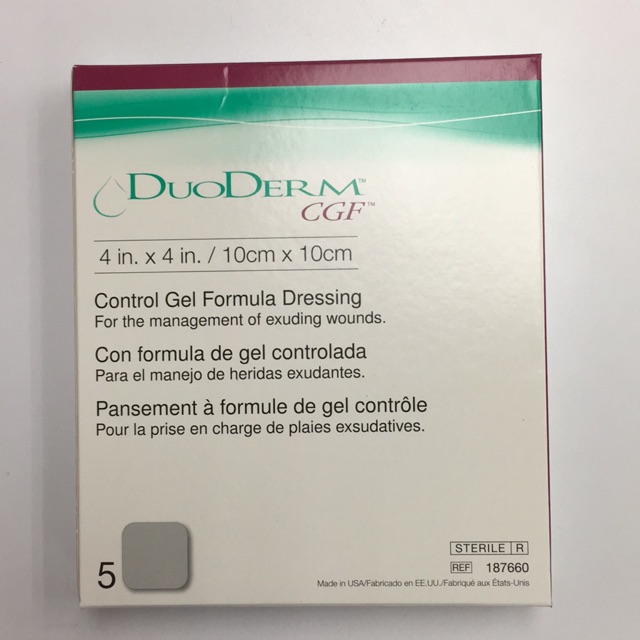 DUODERM™
CGF™
4 in. x 4 in. / 10cm x 10cm
Control Gel Formula Dressing
For the management of exuding wounds.
Con formula de gel controlada
Para el manejo de heridas exudantes.
Pansement à formule de gel contrôle
Pour la prise en charge de plaies exsudatives.
5
STERILE R
REF 187660
Made in USA/Fabricado en EE.UU./Fabriqué aux États-Unis